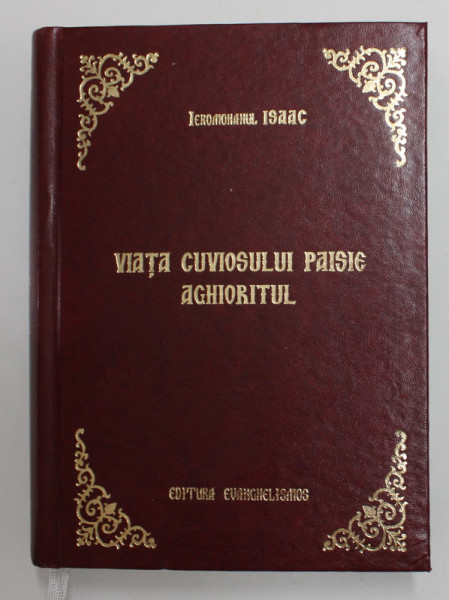 Ieromonahul ISAAC
VIAȚA CUVIOSULUI PAISIE
AGHIORITUL
EDITURA EVANGHELISMOS